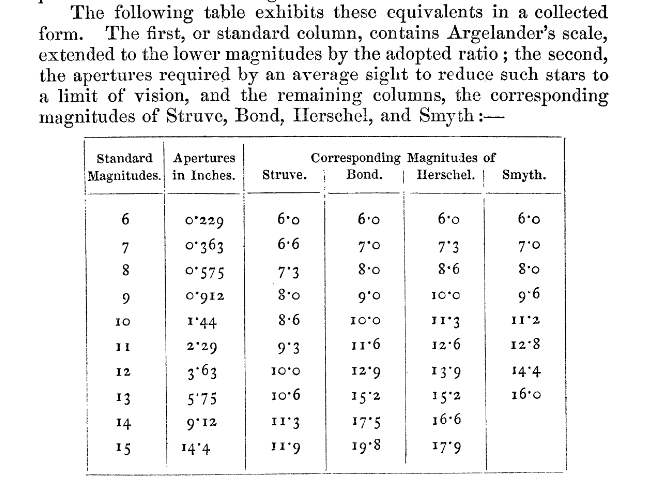 The following table exhibits these equivalents in a collected
form. The first, or standard column, contains Argelander's scale,
extended to the lower magnitudes by the adopted ratio; the second,
the apertures required by an average sight to reduce such stars to
a limit of vision, and the remaining columns, the corresponding
magnitudes of Struve, Bond, Herschel, and Smyth:—
Standard Magnitudes. Apertures in Inches. Corresponding Magnitudes of
Struve. Bond. Herschel. Smyth.
6 0·229 6·0 6·0 6·0 6·0
7 0·363 6·6 7·0 7·3 7·0
8 0·575 7·3 8·0 8·6 8·0
9 0·912 8·0 9·0 10·0 9·6
10 1·44 8·6 10·0 11·3 11·2
11 2·29 9·3 11·6 12·6 12·8
12 3·63 10·0 12·9 13·9 14·4
13 5·75 10·6 15·2 15·2 16·0
14 9·12 11·3 17·5 16·6
15 14·4 11·9 19·8 17·9